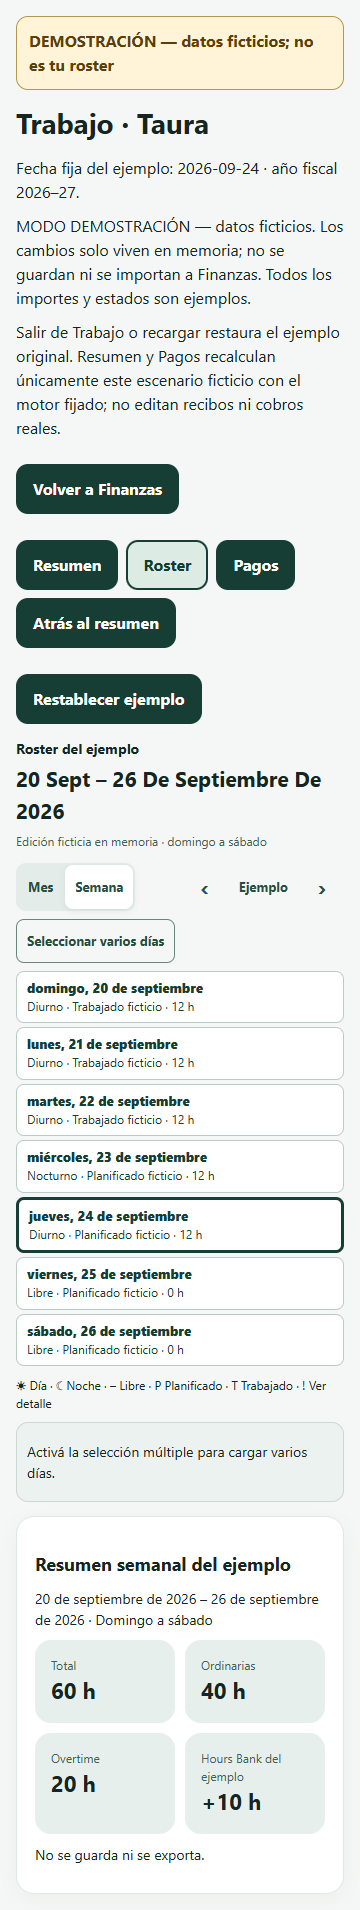 DEMOSTRACIÓN — datos ficticios; no
es tu roster
Trabajo · Taura
Fecha fija del ejemplo: 2026-09-24 · año fiscal
2026–27.
MODO DEMOSTRACIÓN — datos ficticios. Los
cambios solo viven en memoria; no se
guardan ni se importan a Finanzas. Todos los
importes y estados son ejemplos.
Salir de Trabajo o recargar restaura el ejemplo
original. Resumen y Pagos recalculan
únicamente este escenario ficticio con el
motor fijado; no editan recibos ni cobros
reales.
Volver a Finanzas
Resumen Roster Pagos
Atrás al resumen
Restablecer ejemplo
Roster del ejemplo
20 Sept – 26 De Septiembre De
2026
Edición ficticia en memoria · domingo a sábado
Mes Semana ‹ Ejemplo ›
Seleccionar varios días
domingo, 20 de septiembre
Diurno · Trabajado ficticio · 12 h
lunes, 21 de septiembre
Diurno · Trabajado ficticio · 12 h
martes, 22 de septiembre
Diurno · Trabajado ficticio · 12 h
miércoles, 23 de septiembre
Nocturno · Planificado ficticio · 12 h
jueves, 24 de septiembre
Diurno · Planificado ficticio · 12 h
viernes, 25 de septiembre
Libre · Planificado ficticio · 0 h
sábado, 26 de septiembre
Libre · Planificado ficticio · 0 h
☀ Día · ☾ Noche · – Libre · P Planificado · T Trabajado · ! Ver
detalle
Activá la selección múltiple para cargar varios
días.
Resumen semanal del ejemplo
20 de septiembre de 2026 – 26 de septiembre
de 2026 · Domingo a sábado
Total
60 h
Ordinarias
40 h
Overtime
20 h
Hours Bank del
ejemplo
+10 h
No se guarda ni se exporta.